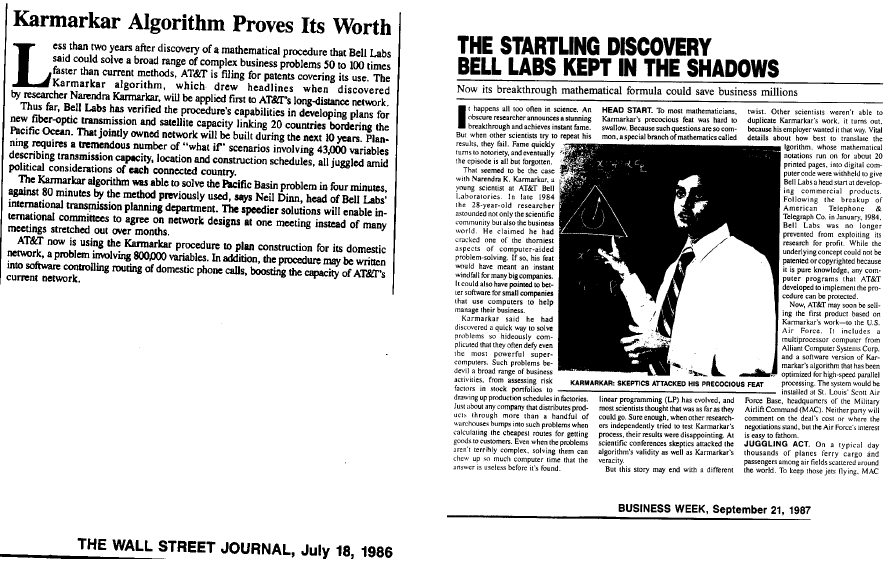 Karmarkar Algorithm Proves Its Worth
Less than two years after discovery of a mathematical procedure that Bell Labs
said could solve a broad range of complex business problems 50 to 100 times
faster than current methods, AT&T is filing for patents covering its use. The
Karmarkar algorithm, which drew headlines when discovered
by researcher Narendra Karmarkar, will be applied first to AT&T's long-distance network.
Thus far, Bell Labs has verified the procedure's capabilities in developing plans for
new fiber-optic transmission and satellite capacity linking 20 countries bordering the
Pacific Ocean. That jointly owned network will be built during the next 10 years. Plan-
ning requires a tremendous number of "what if" scenarios involving 43,000 variables
describing transmission capacity, location and construction schedules, all juggled amid
political considerations of each connected country.
The Karmarkar algorithm was able to solve the Pacific Basin problem in four minutes,
against 80 minutes by the method previously used, says Neil Dinn, head of Bell Labs'
international transmission planning department. The speedier solutions will enable in-
ternational committees to agree on network designs at one meeting instead of many
meetings stretched out over months.
AT&T now is using the Karmarkar procedure to plan construction for its domestic
network, a problem involving 800,000 variables. In addition, the procedure may be written
into software controlling routing of domestic phone calls, boosting the capacity of AT&T's
current network.
THE WALL STREET JOURNAL, July 18, 1986
THE STARTLING DISCOVERY
BELL LABS KEPT IN THE SHADOWS
Now its breakthrough mathematical formula could save business millions
It happens all too often in science. An
obscure researcher announces a stunning
breakthrough and achieves instant fame.
But when other scientists try to repeat his
results, they fail. Fame quickly
turns to notoriety, and eventually
the episode is all but forgotten.
That seemed to be the case
with Narendra K. Karmarkar, a
young scientist at AT&T Bell
Laboratories. In late 1984
the 28-year-old researcher
astounded not only the scientific
community but also the business
world. He claimed he had
cracked one of the thorniest
aspects of computer-aided
problem-solving. If so, his feat
would have meant an instant
windfall for many big companies.
It could also have pointed to bet-
ter software for small companies
that use computers to help
manage their business.
Karmarkar said he had
discovered a quick way to solve
problems so hideously com-
plicated that they often defy even
the most powerful super-
computers. Such problems be-
devil a broad range of business
activities, from assessing risk
factors in stock portfolios to
drawing up production schedules in factories.
Just about any company that distributes prod-
ucts through more than a handful of
warehouses bumps into such problems when
calculating the cheapest routes for getting
goods to customers. Even when the problems
aren't terribly complex, solving them can
chew up so much computer time that the
answer is useless before it's found.
HEAD START. To most mathematicians,
Karmarkar's precocious feat was hard to
swallow. Because such questions are so com-
mon, a special branch of mathematics called
KARMARKAR: SKEPTICS ATTACKED HIS PRECOCIOUS FEAT
linear programming (LP) has evolved, and
most scientists thought that was as far as they
could go. Sure enough, when other research-
ers independently tried to test Karmarkar's
process, their results were disappointing. At
scientific conferences skeptics attacked the
algorithm's validity as well as Karmarkar's
veracity.
But this story may end with a different
twist. Other scientists weren't able to
duplicate Karmarkar's work, it turns out,
because his employer wanted it that way. Vital
details about how best to translate the
lgorithm, whose mathematical
notations run on for about 20
printed pages, into digital com-
puter code were withheld to give
Bell Labs a head start at develop-
ing commercial products.
Following the breakup of
American Telephone &
Telegraph Co. in January, 1984,
Bell Labs was no longer
prevented from exploiting its
research for profit. While the
underlying concept could not be
patented or copyrighted because
it is pure knowledge, any com-
puter programs that AT&T
developed to implement the pro-
cedure can be protected.
Now, AT&T may soon be sell-
ing the first product based on
Karmarkar's work—to the U.S.
Air Force. It includes a
multiprocessor computer from
Alliant Computer Systems Corp.
and a software version of Kar-
markar's algorithm that has been
optimized for high-speed parallel
processing. The system would be
installed at St. Louis' Scott Air
Force Base, headquarters of the Military
Airlift Command (MAC). Neither party will
comment on the deal's cost or where the
negotiations stand, but the Air Force's interest
is easy to fathom.
JUGGLING ACT. On a typical day
thousands of planes ferry cargo and
passengers among air fields scattered around
the world. To keep those jets flying, MAC
BUSINESS WEEK, September 21, 1987